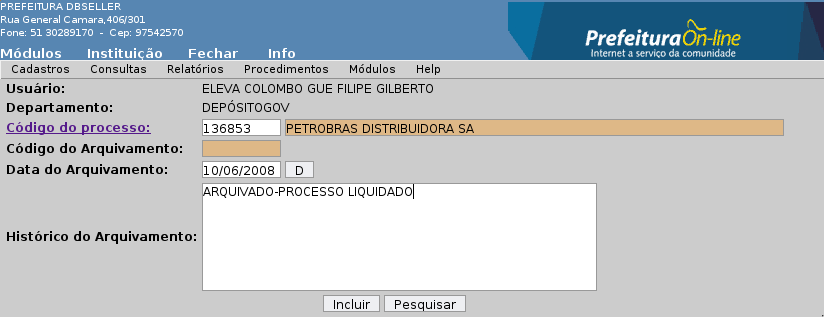 PREFEITURA DBSELLER
Rua General Camara,406/301
Fone: 51 30289170 - Cep: 97542570
Prefeitura On-line
Internet a serviço da comunidade
Módulos Instituição Fechar Info
Cadastros Consultas Relatórios Procedimentos Módulos Help
Usuário: ELEVA COLOMBO GUE FILIPE GILBERTO
Departamento: DEPÓSITOGOV
Código do processo: 136853 PETROBRAS DISTRIBUIDORA SA
Código do Arquivamento:
Data do Arquivamento: 10/06/2008 D
ARQUIVADO-PROCESSO LIQUIDADO
Histórico do Arquivamento:
Incluir Pesquisar